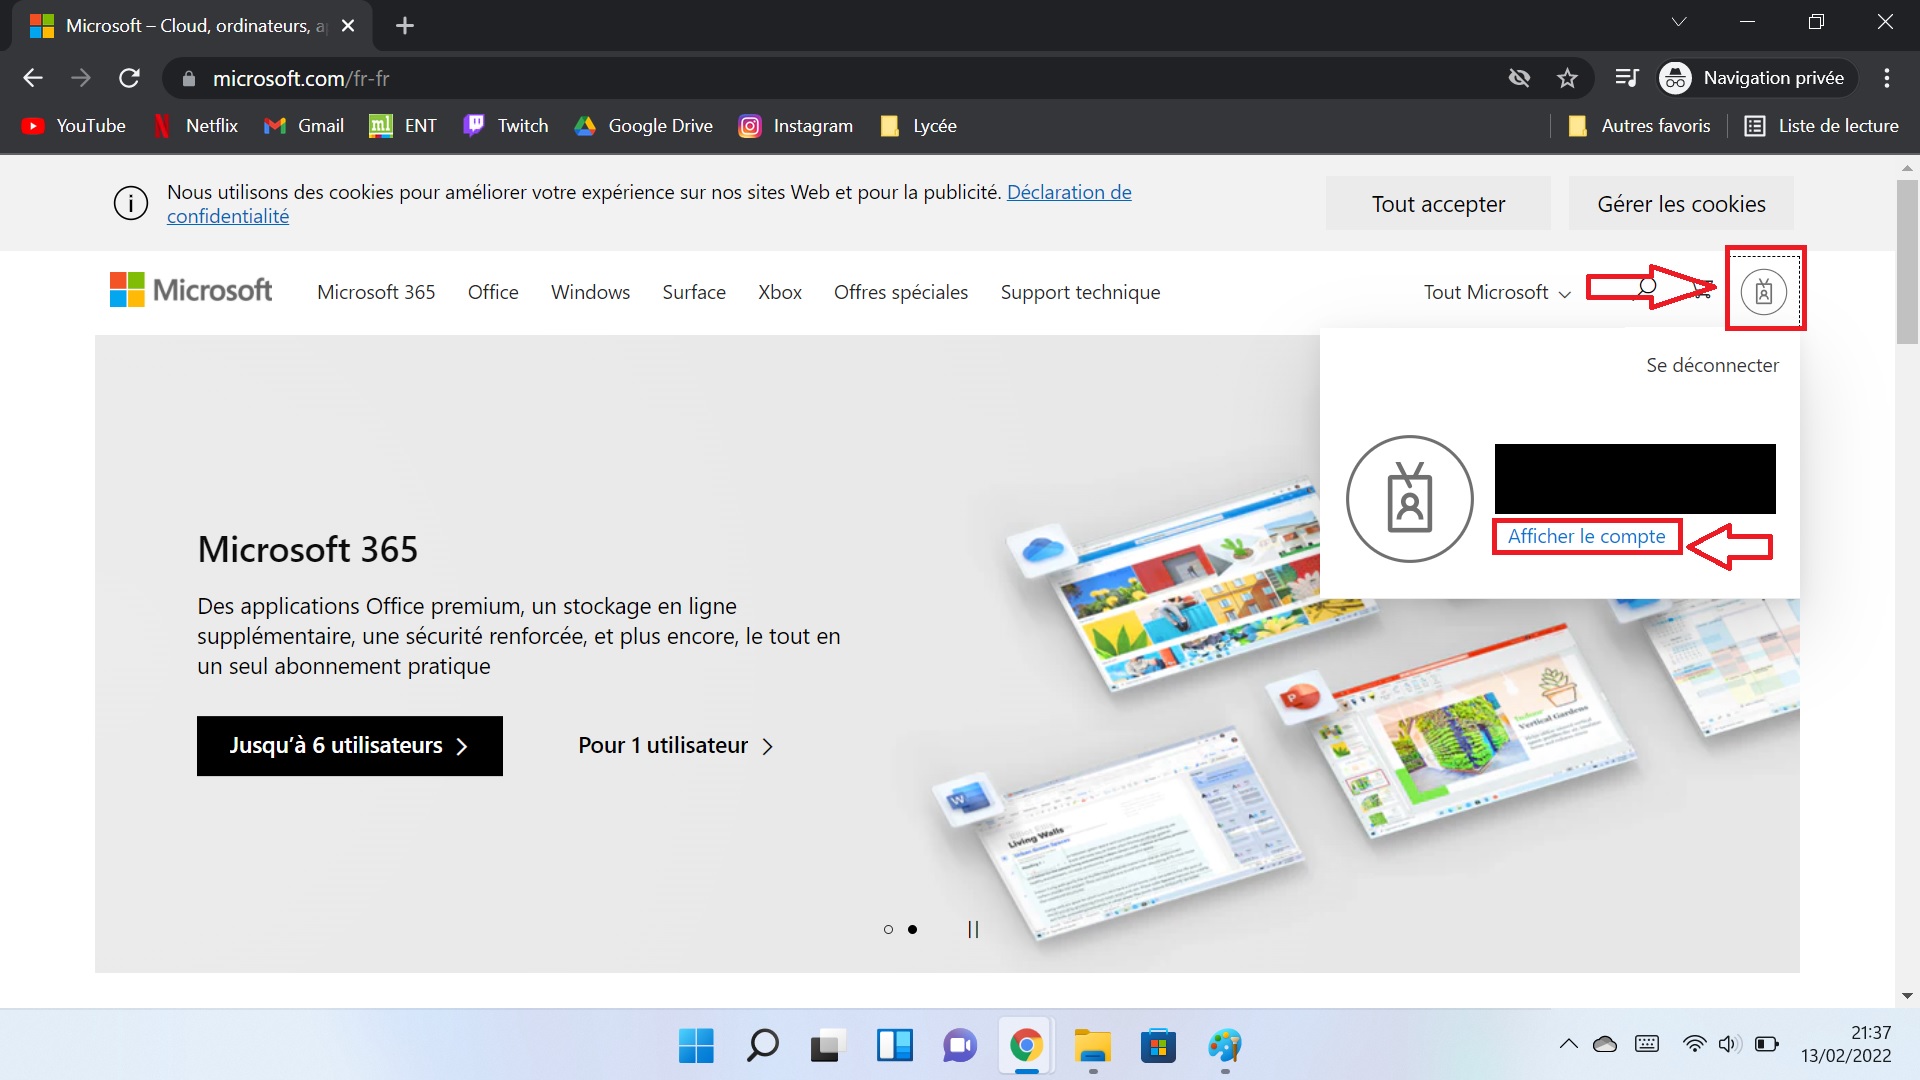 Microsoft – Cloud, ordinateurs, a
microsoft.com/fr-fr
Navigation privée
YouTube
Netflix
Gmail
ml
ENT
Twitch
Google Drive
Instagram
Lycée
Autres favoris
Liste de lecture
Nous utilisons des cookies pour améliorer votre expérience sur nos sites Web et pour la publicité. Déclaration de
confidentialité
Tout accepter
Gérer les cookies
Microsoft
Microsoft 365
Office
Windows
Surface
Xbox
Offres spéciales
Support technique
Tout Microsoft
Se déconnecter
Afficher le compte
Microsoft 365
Des applications Office premium, un stockage en ligne
supplémentaire, une sécurité renforcée, et plus encore, le tout en
un seul abonnement pratique
Jusqu’à 6 utilisateurs
Pour 1 utilisateur
P
Indoor
Vertical Gardens
W
Living Walls
21:37
13/02/2022